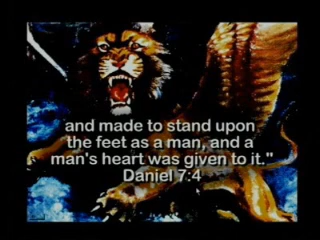 and made to stand upon
the feet as a man, and a
man's heart was given to it."
Daniel 7:4